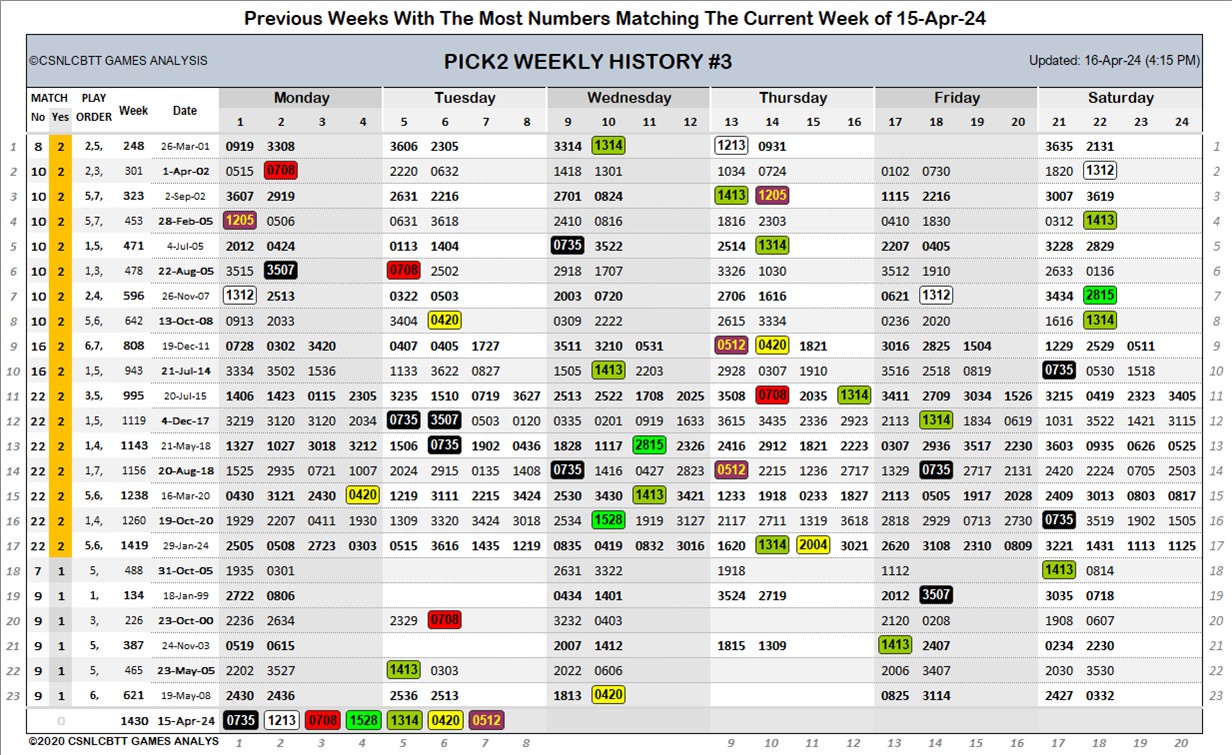 Previous Weeks With The Most Numbers Matching The Current Week of 15-Apr-24
©CSNLCBTT GAMES ANALYSIS PICK2 WEEKLY HISTORY #3 Updated: 16-Apr-24 (4:15 PM)
MATCH PLAY Week Date Monday Tuesday Wednesday Thursday Friday Saturday
No Yes ORDER 1 2 3 4 5 6 7 8 9 10 11 12 13 14 15 16 17 18 19 20 21 22 23 24
1 8 2 2,5, 248 26-Mar-01 0919 3308 3606 2305 3314 1314 1213 0931 3635 2131 1
2 10 2 2,3, 301 1-Apr-02 0515 0708 2220 0632 1418 1301 1034 0724 0102 0730 1820 1312 2
3 10 2 5,7, 323 2-Sep-02 3607 2919 2631 2216 2701 0824 1413 1205 1115 2216 3007 3619 3
4 10 2 5,7, 453 28-Feb-05 1205 0506 0631 3618 2410 0816 1816 2303 0410 1830 0312 1413 4
5 10 2 1,5, 471 4-Jul-05 2012 0424 0113 1404 0735 3522 2514 1314 2207 0405 3228 2829 5
6 10 2 1,3, 478 22-Aug-05 3515 3507 0708 2502 2918 1707 3326 1030 3512 1910 2633 0136 6
7 10 2 2,4, 596 26-Nov-07 1312 2513 0322 0503 2003 0720 2706 1616 0621 1312 3434 2815 7
8 10 2 5,6, 642 13-Oct-08 0913 2033 3404 0420 0309 2222 2615 3334 0236 2020 1616 1314 8
9 16 2 6,7, 808 19-Dec-11 0728 0302 3420 0407 0405 1727 3511 3210 0531 0512 0420 1821 3016 2825 1504 1229 2529 0511 9
10 16 2 1,5, 943 21-Jul-14 3334 3502 1536 1133 3622 0827 1505 1413 2203 2928 0307 1910 3516 2518 0819 0735 0530 1518 10
11 22 2 3,5, 995 20-Jul-15 1406 1423 0115 2305 3235 1510 0719 3627 2513 2522 1708 2025 3508 0708 2035 1314 3411 2709 3034 1526 3215 0419 2323 3405 11
12 22 2 1,5, 1119 4-Dec-17 3219 3120 3120 2034 0735 3507 0503 0120 0335 0201 0919 1633 3615 3435 2336 2923 2113 1314 1834 0619 1031 3522 1421 3115 12
13 22 2 1,4, 1143 21-May-18 1327 1027 3018 3212 1506 0735 1902 0436 1828 1117 2815 2326 2416 2912 1821 2223 0307 2936 3517 2230 3603 3635 0626 0525 13
14 22 2 1,7, 1156 20-Aug-18 1525 2935 0721 1007 2024 2915 0135 1408 0735 1416 0427 2823 0512 2215 1236 2717 1329 0735 2717 2131 2420 2224 0705 2503 14
15 22 2 5,6, 1238 16-Mar-20 0430 3121 2430 0420 1219 3111 2215 3424 2530 3430 1413 3421 1233 1918 0233 1827 2113 0505 1917 2028 2409 3013 0803 0817 15
16 22 2 1,4, 1260 19-Oct-20 1929 2207 0411 1930 1309 3320 3424 3018 2534 1528 1919 3127 2117 2711 1319 3618 2818 2929 0713 2730 0735 3519 1902 1505 16
17 22 2 5,6, 1419 29-Jan-24 2505 0508 2723 0303 0515 3616 1435 1219 0835 0419 0832 3016 1620 1314 2004 3021 2620 3108 2310 0809 3221 1431 1113 1125 17
18 7 1 5, 488 31-Oct-05 1935 0301 2631 3322 1918 1112 1413 0814 18
19 9 1 1, 134 18-Jan-99 2722 0806 0434 1401 3524 2719 2012 3507 3035 0718 19
20 9 1 3, 226 23-Oct-00 2236 2634 2329 0708 3232 0403 2120 0208 1908 0607 20
21 9 1 5, 387 24-Nov-03 0519 0615 2007 1412 1815 1309 1413 2407 0234 2230 21
22 9 1 5, 465 23-May-05 2202 3527 1413 0303 2022 0606 2006 3407 2030 3530 22
23 9 1 6, 621 19-May-08 2430 2436 2536 2513 1813 0420 0825 3114 2427 0332 23
0 1430 15-Apr-24 0735 1213 0708 1528 1314 0420 0512
©2020 CSNLCBTT GAMES ANALYS 1 2 3 4 5 6 7 8 9 10 11 12 13 14 15 16 17 18 19 20